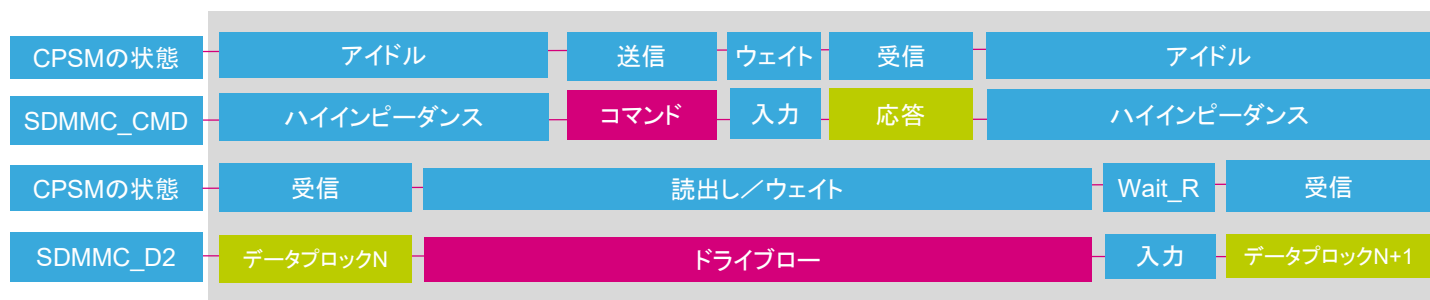 CPSMの状態 アイドル 送信 ウェイト 受信 アイドル
SDMMC_CMD ハイインピーダンス コマンド 入力 応答 ハイインピーダンス
CPSMの状態 受信 読出し／ウェイト Wait_R 受信
SDMMC_D2 データブロックN ドライブロー 入力 データブロックN+1